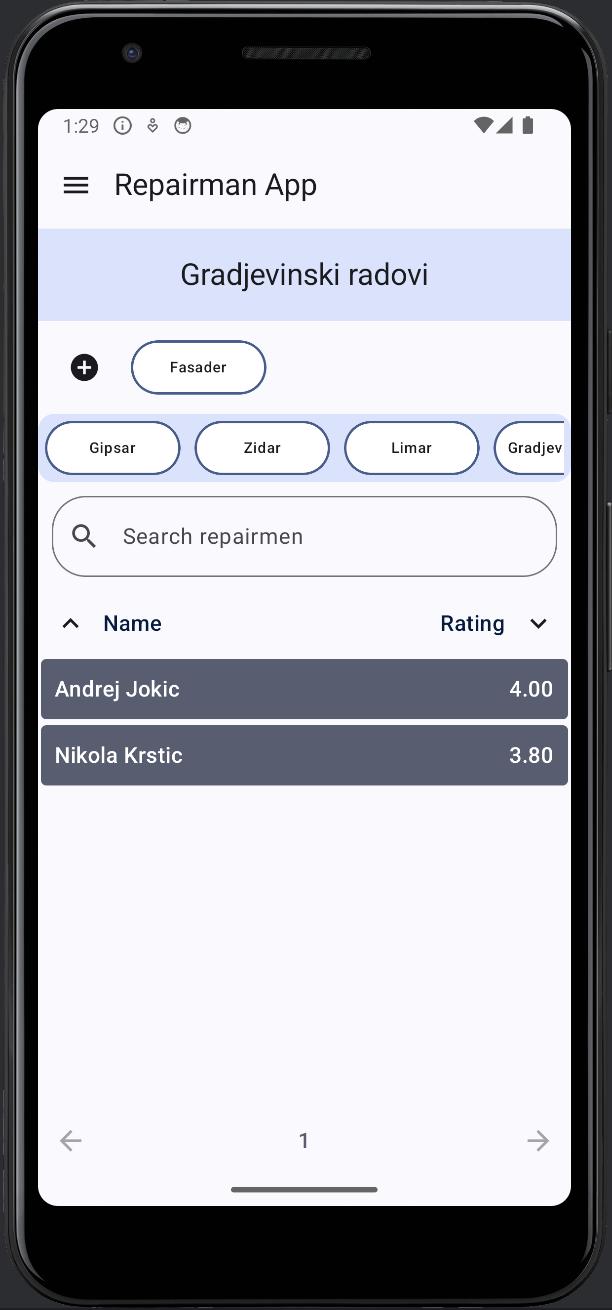 1:29
Repairman App
Gradjevinski radovi
Fasader
Gipsar Zidar Limar Gradjev
Search repairmen
Name Rating
Andrej Jokic 4.00
Nikola Krstic 3.80
1